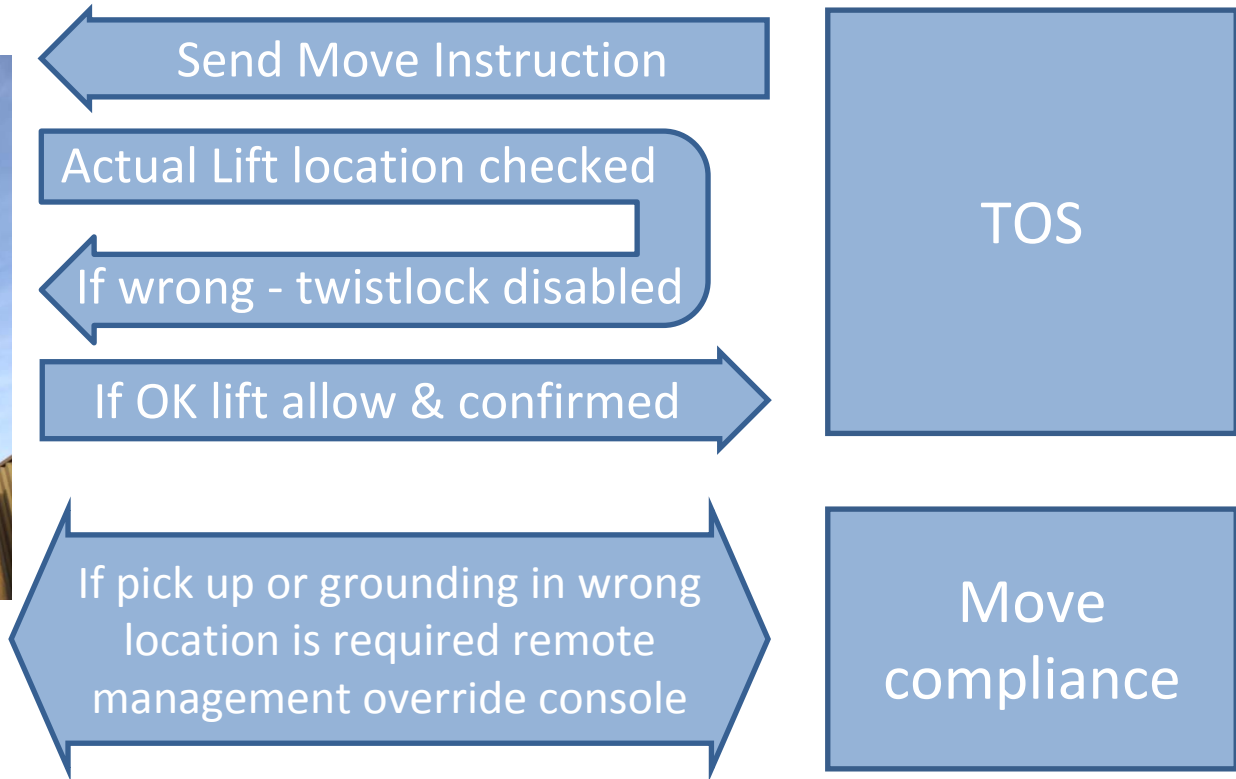 Send Move Instruction
Actual Lift location checked
If wrong - twistlock disabled
If OK lift allow & confirmed
TOS
If pick up or grounding in wrong
location is required remote
management override console
Move
compliance